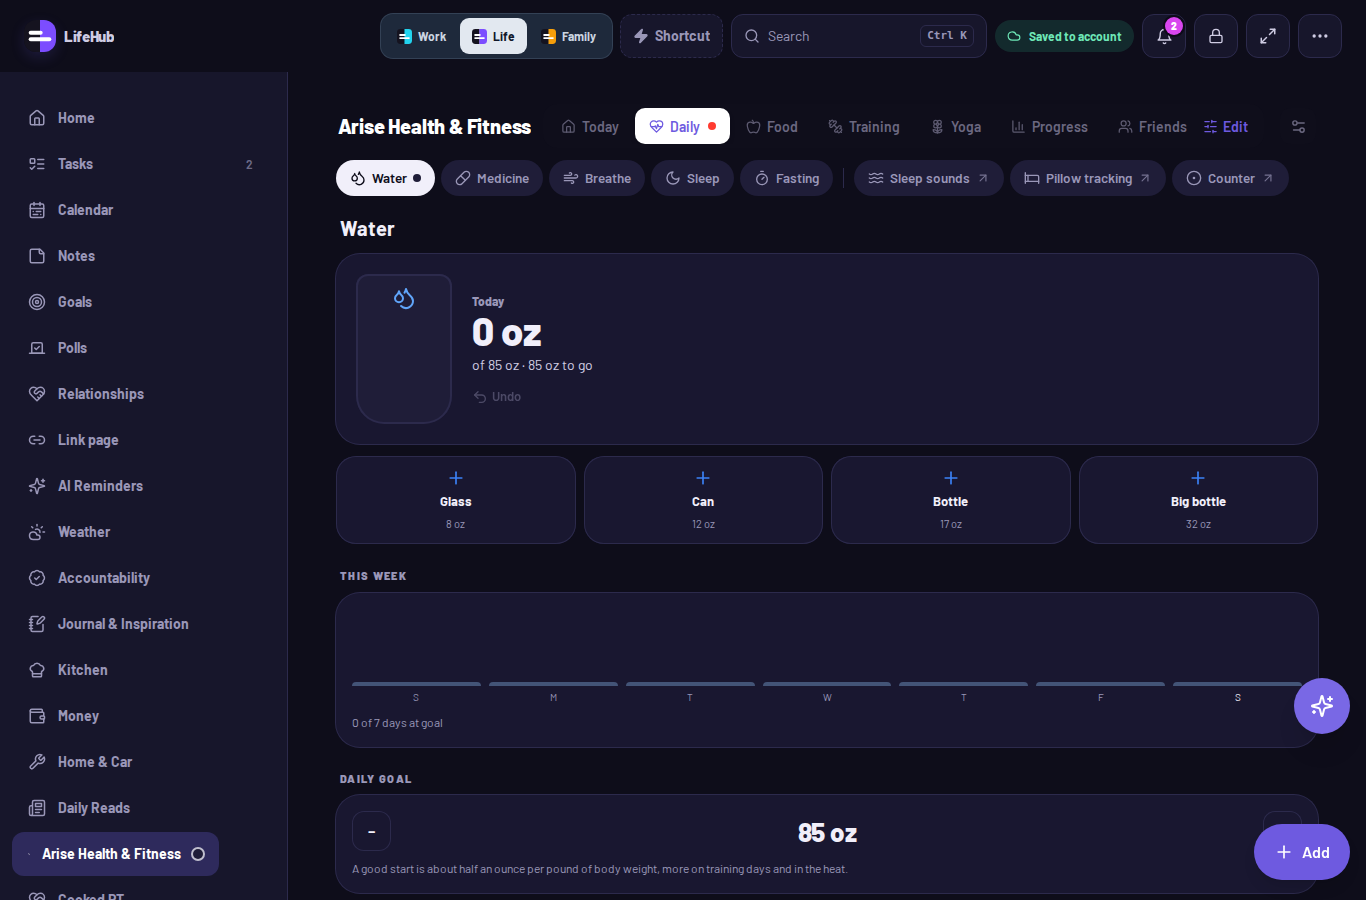 LifeHub
Work
Life
Family
Shortcut
Search
Ctrl K
Saved to account
2
Home
Tasks
2
Calendar
Notes
Goals
Polls
Relationships
Link page
AI Reminders
Weather
Accountability
Journal & Inspiration
Kitchen
Money
Home & Car
Daily Reads
Arise Health & Fitness
Cooked PT
Arise Health & Fitness
Today
Daily
Food
Training
Yoga
Progress
Friends
Edit
Water
Medicine
Breathe
Sleep
Fasting
Sleep sounds
Pillow tracking
Counter
Water
Today
0 oz
of 85 oz · 85 oz to go
Undo
Glass
8 oz
Can
12 oz
Bottle
17 oz
Big bottle
32 oz
THIS WEEK
S M T W T F S
0 of 7 days at goal
DAILY GOAL
– 85 oz
A good start is about half an ounce per pound of body weight, more on training days and in the heat.
Add